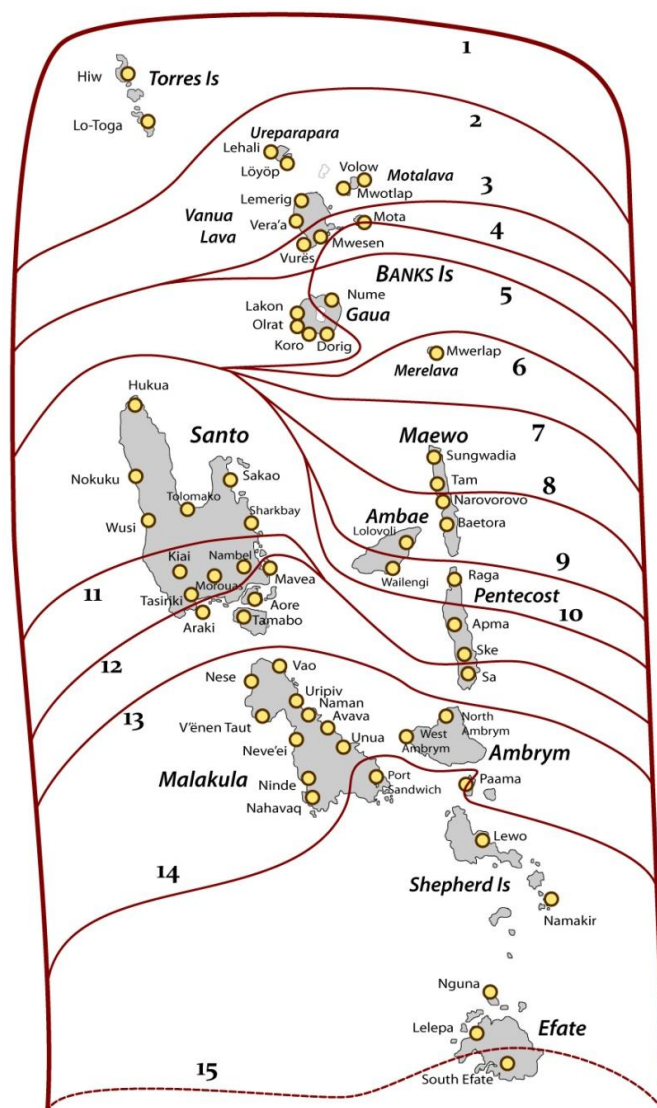 1
Hiw
Torres Is
Lo-Toga
2
Ureparapara
Lehali
Löyöp
Volow
Motalava
Mwotlap
3
Lemerig
Vanua
Lava
Vera'a
Mota
4
Vurës
Mwesen
BANKS Is
5
Nume
Lakon
Gaua
Olrat
Koro
Dorig
Mwerlap
Merelava
6
Hukua
7
Santo
Maewo
Sungwadia
Nokuku
Sakao
Tam
8
Tolomako
Narovorovo
Wusi
Sharkbay
Ambae
Baetora
Lolovoli
Kiai
Nambel
9
Wailengi
Raga
Mavea
Morouas
Pentecost
11
Tasiriki
Aore
10
Araki
Tamabo
Apma
12
Ske
Vao
Sa
Nese
Uripiv
13
Naman
V'ënen Taut
Avava
North
Ambrym
West
Ambrym
Neve'ei
Unua
Ambrym
Malakula
Ninde
Port
Sandwich
Paama
Nahavaq
Lewo
14
Shepherd Is
Namakir
Nguna
Lelepa
Efate
15
South Efate